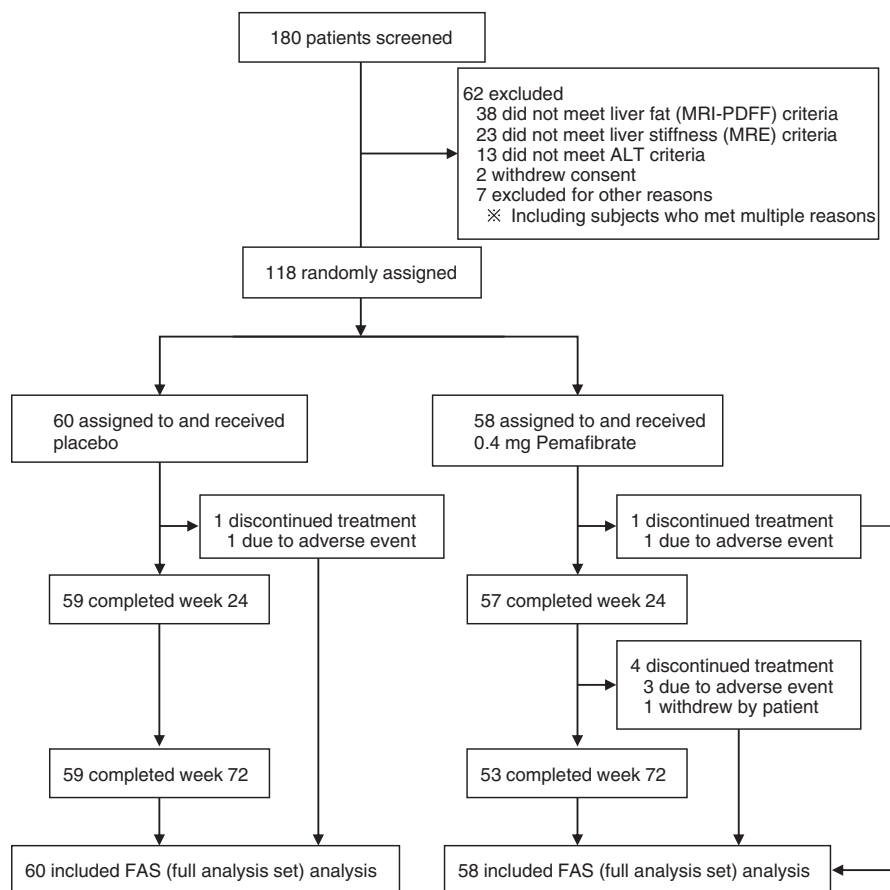 180 patients screened
62 excluded
38 did not meet liver fat (MRI-PDFF) criteria
23 did not meet liver stiffness (MRE) criteria
13 did not meet ALT criteria
2 withdrew consent
7 excluded for other reasons
※ Including subjects who met multiple reasons
118 randomly assigned
60 assigned to and received
placebo
58 assigned to and received
0.4 mg Pemafibrate
1 discontinued treatment
1 due to adverse event
1 discontinued treatment
1 due to adverse event
59 completed week 24
57 completed week 24
4 discontinued treatment
3 due to adverse event
1 withdrew by patient
59 completed week 72
53 completed week 72
60 included FAS (full analysis set) analysis
58 included FAS (full analysis set) analysis